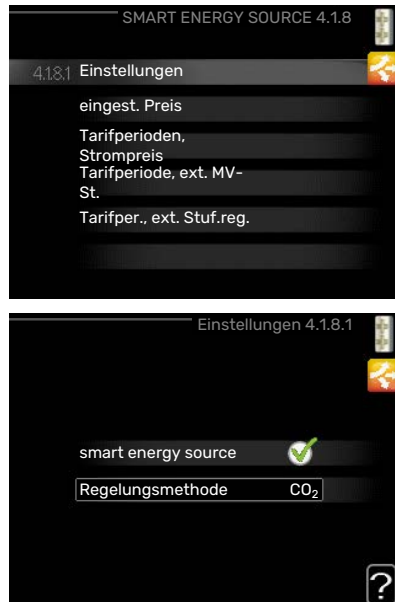 SMART ENERGY SOURCE 4.1.8
4.1.8.1 Einstellungen
eingest. Preis
Tarifperioden,
Strompreis
Tarifperiode, ext. MV-
St.
Tarifper., ext. Stuf.reg.
Einstellungen 4.1.8.1
smart energy source
Regelungsmethode CO₂
?